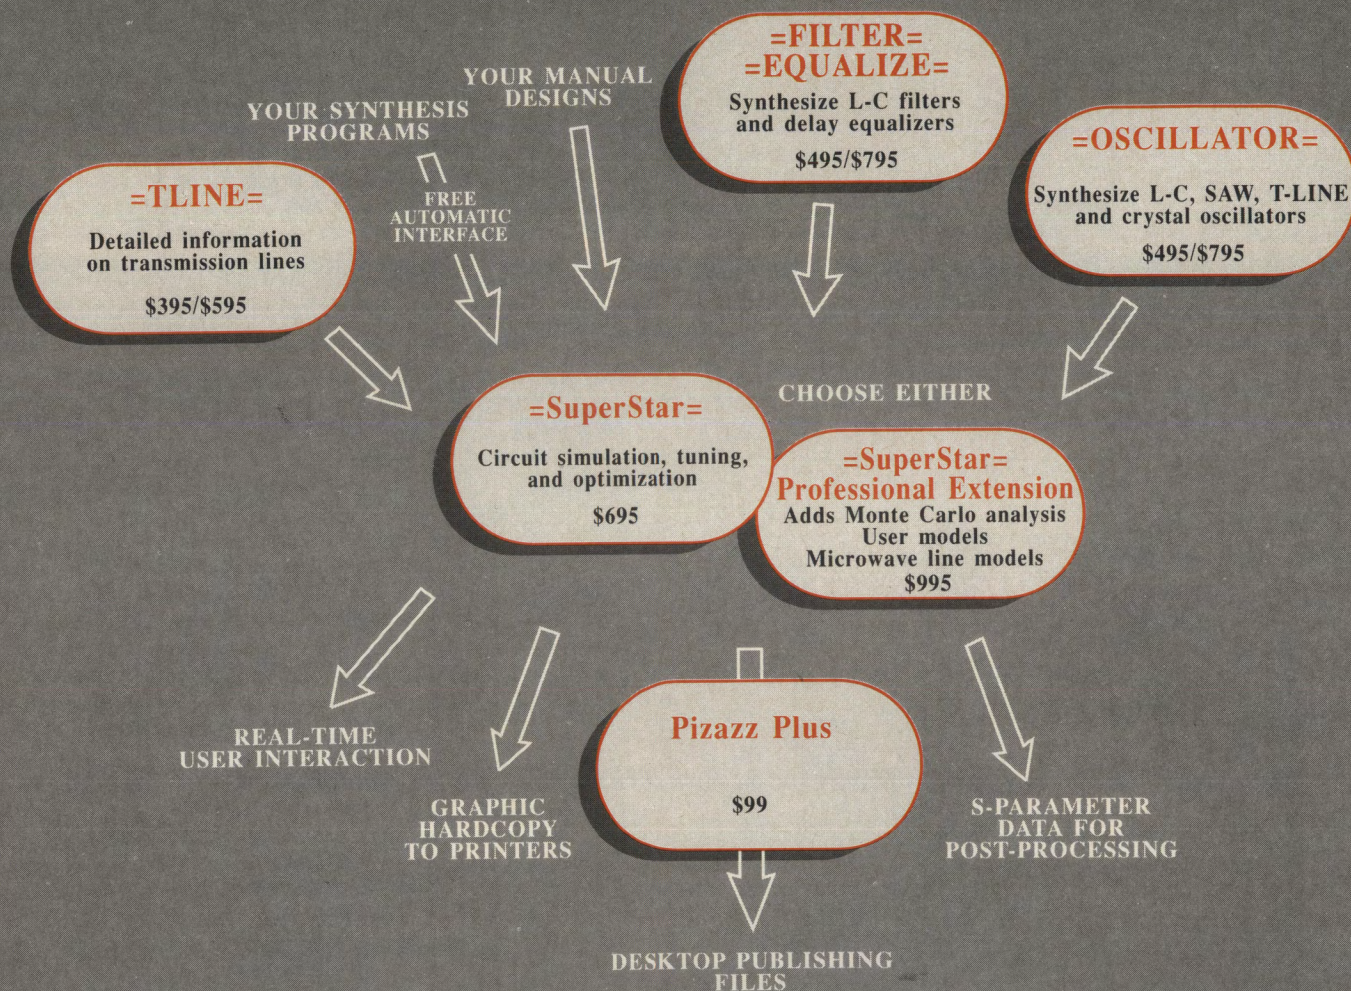 =FILTER=
=EQUALIZE=
Synthesize L-C filters
and delay equalizers
$495/$795
YOUR MANUAL
DESIGNS
YOUR SYNTHESIS
PROGRAMS
FREE
AUTOMATIC
INTERFACE
=OSCILLATOR=
Synthesize L-C, SAW, T-LINE
and crystal oscillators
$495/$795
=TLINE=
Detailed information
on transmission lines
$395/$595
=SuperStar=
Circuit simulation, tuning,
and optimization
$695
CHOOSE EITHER
=SuperStar=
Professional Extension
Adds Monte Carlo analysis
User models
Microwave line models
$995
REAL-TIME
USER INTERACTION
GRAPHIC
HARDCOPY
TO PRINTERS
Pizazz Plus
$99
S-PARAMETER
DATA FOR
POST-PROCESSING
DESKTOP PUBLISHING
FILES